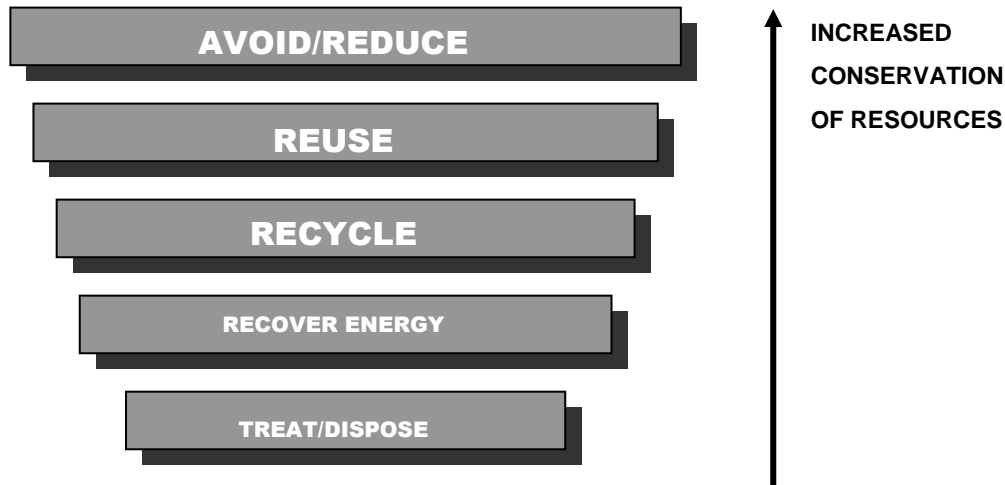 AVOID/REDUCE
REUSE
RECYCLE
RECOVER ENERGY
TREAT/DISPOSE
INCREASED
CONSERVATION
OF RESOURCES